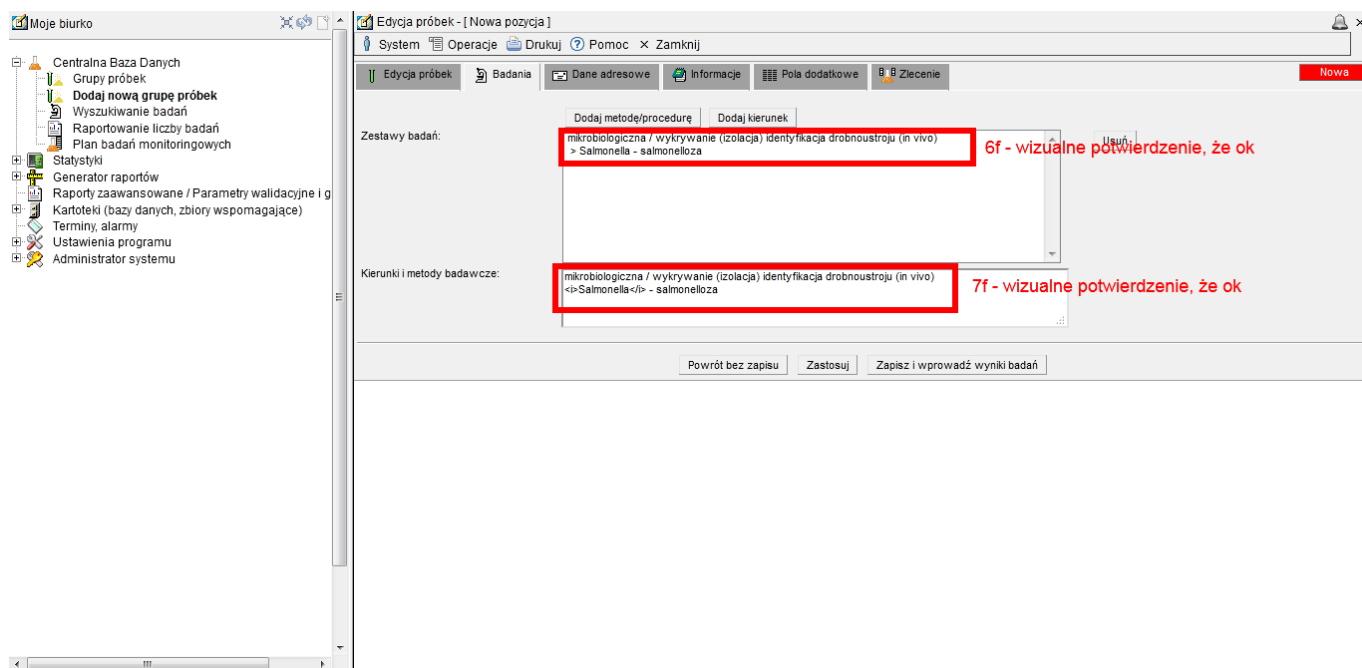 Moje biurko
Centralna Baza Danych
Grupy próbek
Dodaj nową grupę próbek
Wyszukiwanie badań
Raportowanie liczby badań
Plan badań monitoringowych
Statystyki
Generator raportów
Raporty zaawansowane / Parametry walidacyjne i g
Kartoteki (bazy danych, zbiory wspomagające)
Terminy, alarmy
Ustawienia programu
Administrator systemu
Edycja próbek - [ Nowa pozycja ]
System Operacje Drukuj Pomoc × Zamknij
Edycja próbek Badania Dane adresowe Informacje Pola dodatkowe Zlecenie Nowa
Dodaj metodę/procedurę Dodaj kierunek
Zestawy badań:
mikrobiologiczna / wykrywanie (izolacja) identyfikacja drobnoustroju (in vivo)
> Salmonella - salmonelloza
Usuń
6f - wizualne potwierdzenie, że ok
Kierunki i metody badawcze:
mikrobiologiczna / wykrywanie (izolacja) identyfikacja drobnoustroju (in vivo)
<i>Salmonella</i> - salmonelloza
7f - wizualne potwierdzenie, że ok
Powrót bez zapisu Zastosuj Zapisz i wprowadź wyniki badań